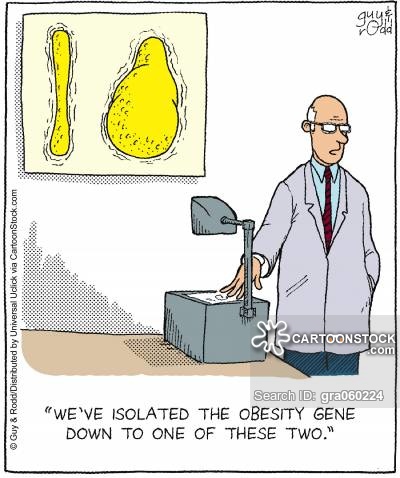 guy &
rodd
© Guy & Rodd/Distributed by Universal Uclick via CartoonStock.com
CARTOONSTOCK
.com
Search ID: gra060224
"WE'VE ISOLATED THE OBESITY GENE
DOWN TO ONE OF THESE TWO."